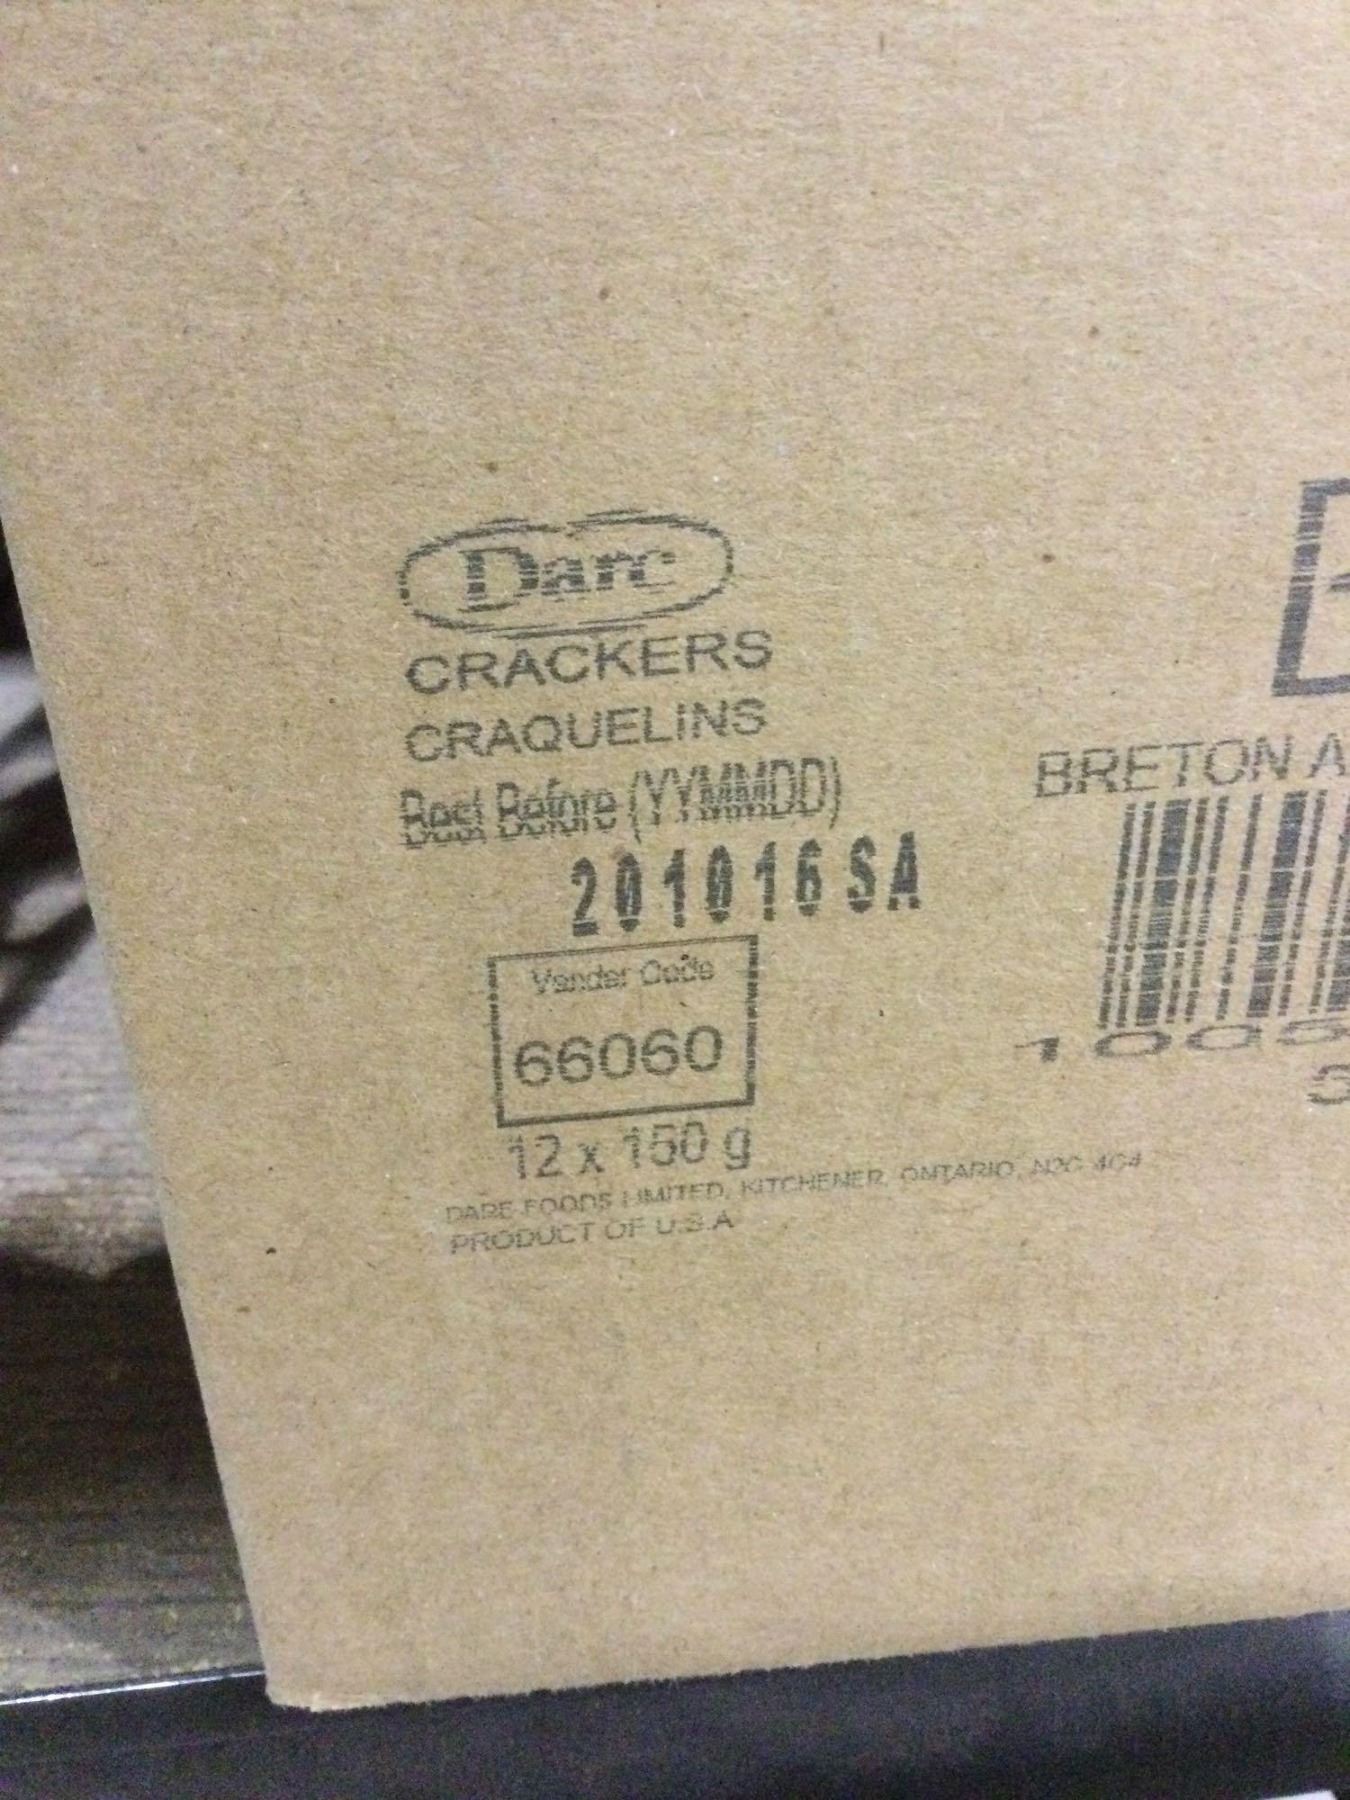 Dare
CRACKERS
CRAQUELINS
Best Before (YYMMDD)
201016 SA
Vendor Code
66060
12 x 150 g
DARE FOODS LIMITED, KITCHENER, ONTARIO, N2C 4C4
PRODUCT OF U.S.A
BRETON A
1005